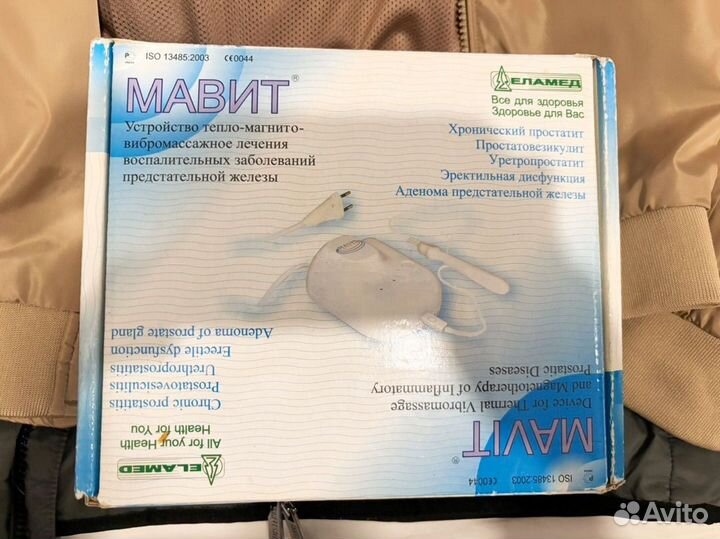 ISO 13485:2003 CE0044
МАВИТ®
Устройство тепло-магнито-
вибромассажное лечения
воспалительных заболеваний
предстательной железы
ЕЛАМЕД
Все для здоровья
Здоровье для Вас
Хронический простатит
Простатовезикулит
Уретропростатит
Эректильная дисфункция
Аденома предстательной железы
ISO 13485:2003 CE0044
MAVIT®
Device for Thermal Vibromassage
and Magnetotherapy of Inflammatory
Prostatic Diseases
ELAMED
All for your Health
Health for You
Chronic prostatitis
Prostatovesiculitis
Urethroprostatitis
Erectile dysfunction
Adenoma of prostate gland
Avito